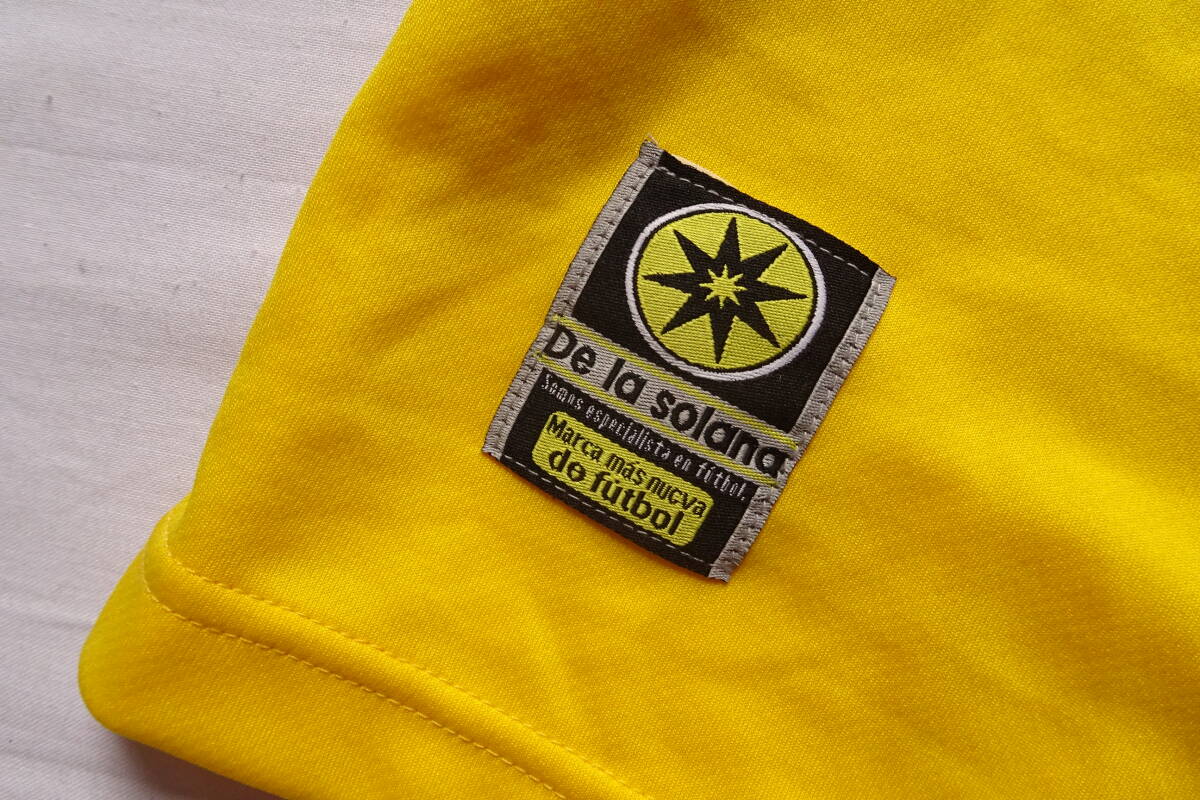 De la solana
Somos especialista en fútbol.
Marca más nueva
de fútbol